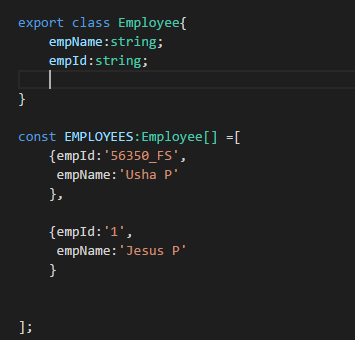 export class Employee{
    empName:string;
    empId:string;
}
const EMPLOYEES:Employee[] =[
    {empId:'56350_FS',
     empName:'Usha P'
    },
    {empId:'1',
     empName:'Jesus P'
    }
];